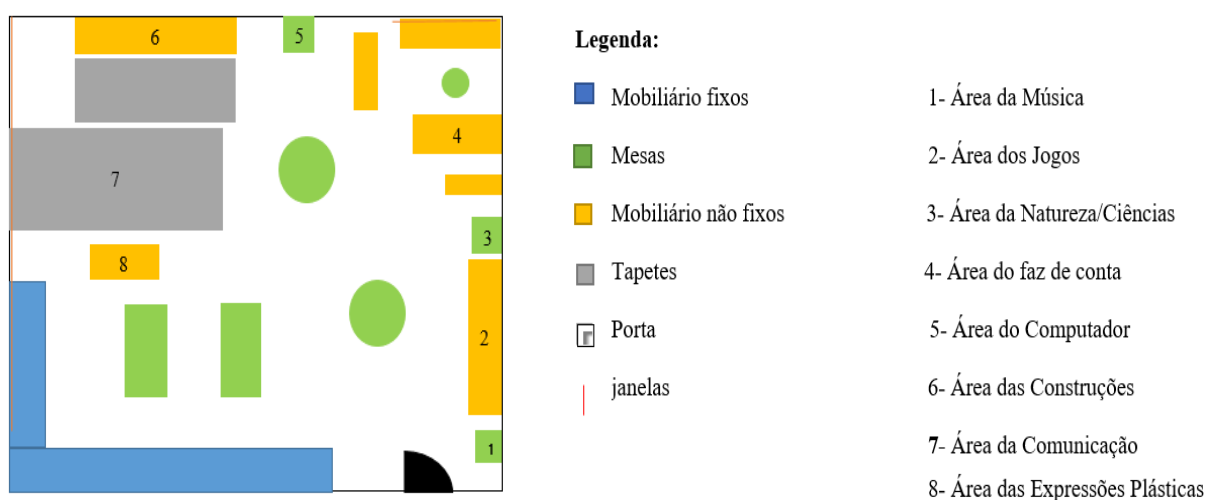 6
5
4
7
3
8
2
1
Legenda:
Mobiliário fixos
Mesas
Mobiliário não fixos
Tapetes
Porta
janelas
1- Área da Música
2- Área dos Jogos
3- Área da Natureza/Ciências
4- Área do faz de conta
5- Área do Computador
6- Área das Construções
7- Área da Comunicação
8- Área das Expressões Plásticas